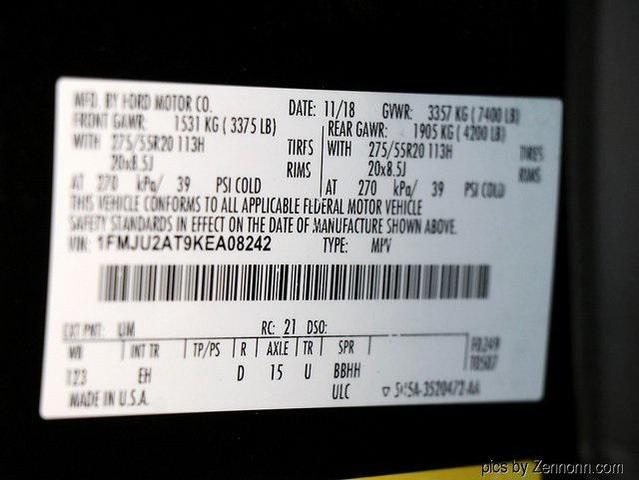 MFD. BY FORD MOTOR CO. DATE: 11/18 GVWR: 3357 KG ( 7400 LB)
FRONT GAWR: 1531 KG ( 3375 LB) REAR GAWR: 1905 KG ( 4200 LB)
WITH 275/55R20 113H TIRES WITH 275/55R20 113H TIRES
20x8.5J RIMS 20x8.5J RIMS
AT 270 kPa/ 39 PSI COLD AT 270 kPa/ 39 PSI COLD
THIS VEHICLE CONFORMS TO ALL APPLICABLE FEDERAL MOTOR VEHICLE
SAFETY STANDARDS IN EFFECT ON THE DATE OF MANUFACTURE SHOWN ABOVE.
VIN: 1FMJU2AT9KEA08242 TYPE: MPV
EXT PNT: UM RC: 21 DSO:
WB INT TR TP/PS R AXLE TR SPR
123 EH D 15 U BBHH
MADE IN U.S.A. ULC
pics by Zennonn.com